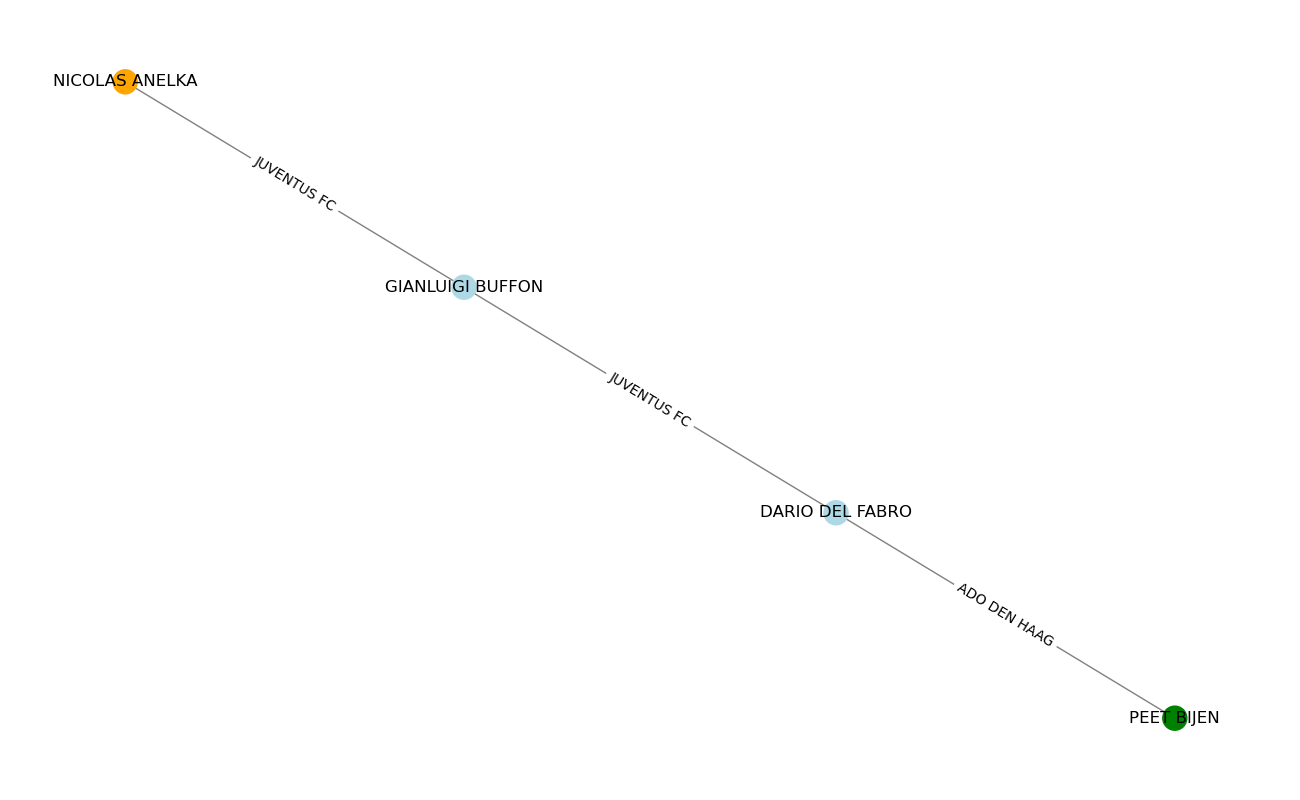 NICOLAS ANELKA
JUVENTUS FC
GIANLUIGI BUFFON
JUVENTUS FC
DARIO DEL FABRO
ADO DEN HAAG
PEET BIJEN